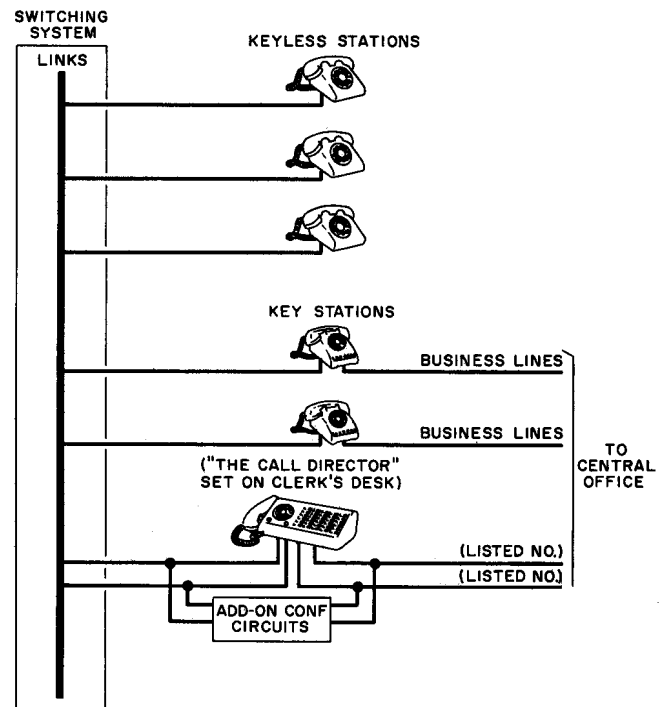 SWITCHING
SYSTEM
LINKS
KEYLESS STATIONS
KEY STATIONS
BUSINESS LINES
BUSINESS LINES
("THE CALL DIRECTOR"
SET ON CLERK'S DESK)
TO
CENTRAL
OFFICE
(LISTED NO.)
(LISTED NO.)
ADD-ON CONF
CIRCUITS